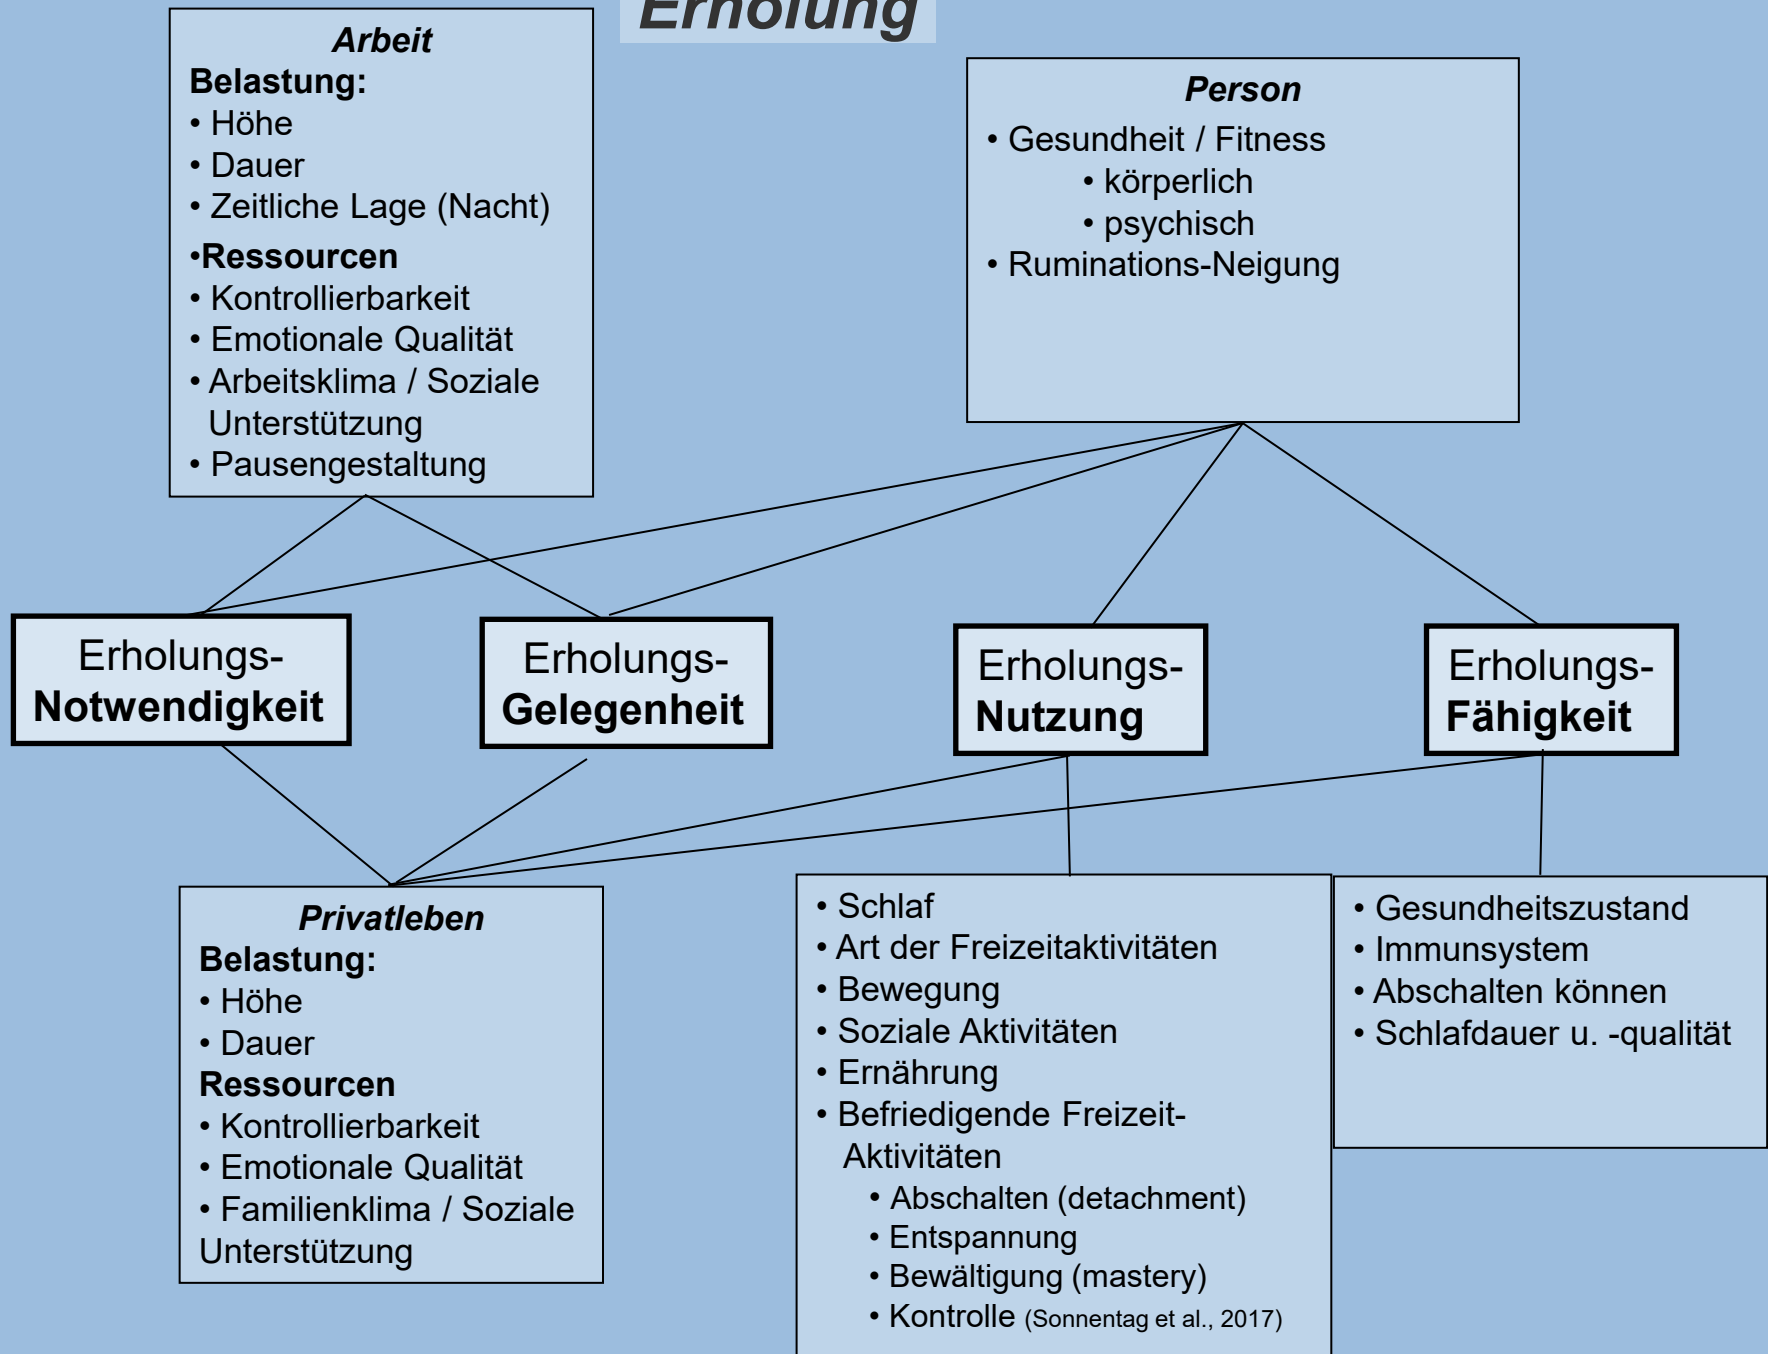 Erholung
Arbeit
Belastung:
• Höhe
• Dauer
• Zeitliche Lage (Nacht)
•Ressourcen
• Kontrollierbarkeit
• Emotionale Qualität
• Arbeitsklima / Soziale
Unterstützung
• Pausengestaltung
Person
• Gesundheit / Fitness
• körperlich
• psychisch
• Ruminations-Neigung
Erholungs-
Notwendigkeit
Erholungs-
Gelegenheit
Erholungs-
Nutzung
Erholungs-
Fähigkeit
Privatleben
Belastung:
• Höhe
• Dauer
Ressourcen
• Kontrollierbarkeit
• Emotionale Qualität
• Familienklima / Soziale
Unterstützung
• Schlaf
• Art der Freizeitaktivitäten
• Bewegung
• Soziale Aktivitäten
• Ernährung
• Befriedigende Freizeit-
Aktivitäten
• Abschalten (detachment)
• Entspannung
• Bewältigung (mastery)
• Kontrolle (Sonnentag et al., 2017)
• Gesundheitszustand
• Immunsystem
• Abschalten können
• Schlafdauer u. -qualität